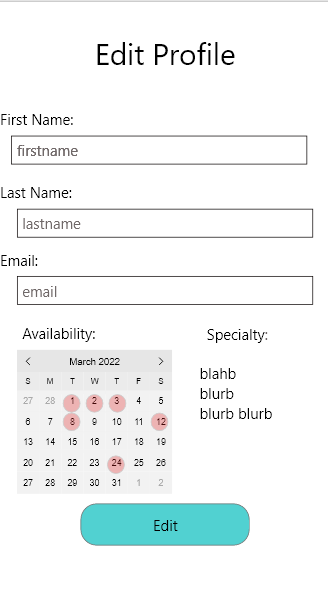 Edit Profile
First Name:
firstname
Last Name:
lastname
Email:
email
Availability:
March 2022
S M T W T F S
27 28 1 2 3 4 5
6 7 8 9 10 11 12
13 14 15 16 17 18 19
20 21 22 23 24 25 26
27 28 29 30 31 1 2
Specialty:
blahb
blurb
blurb blurb
Edit